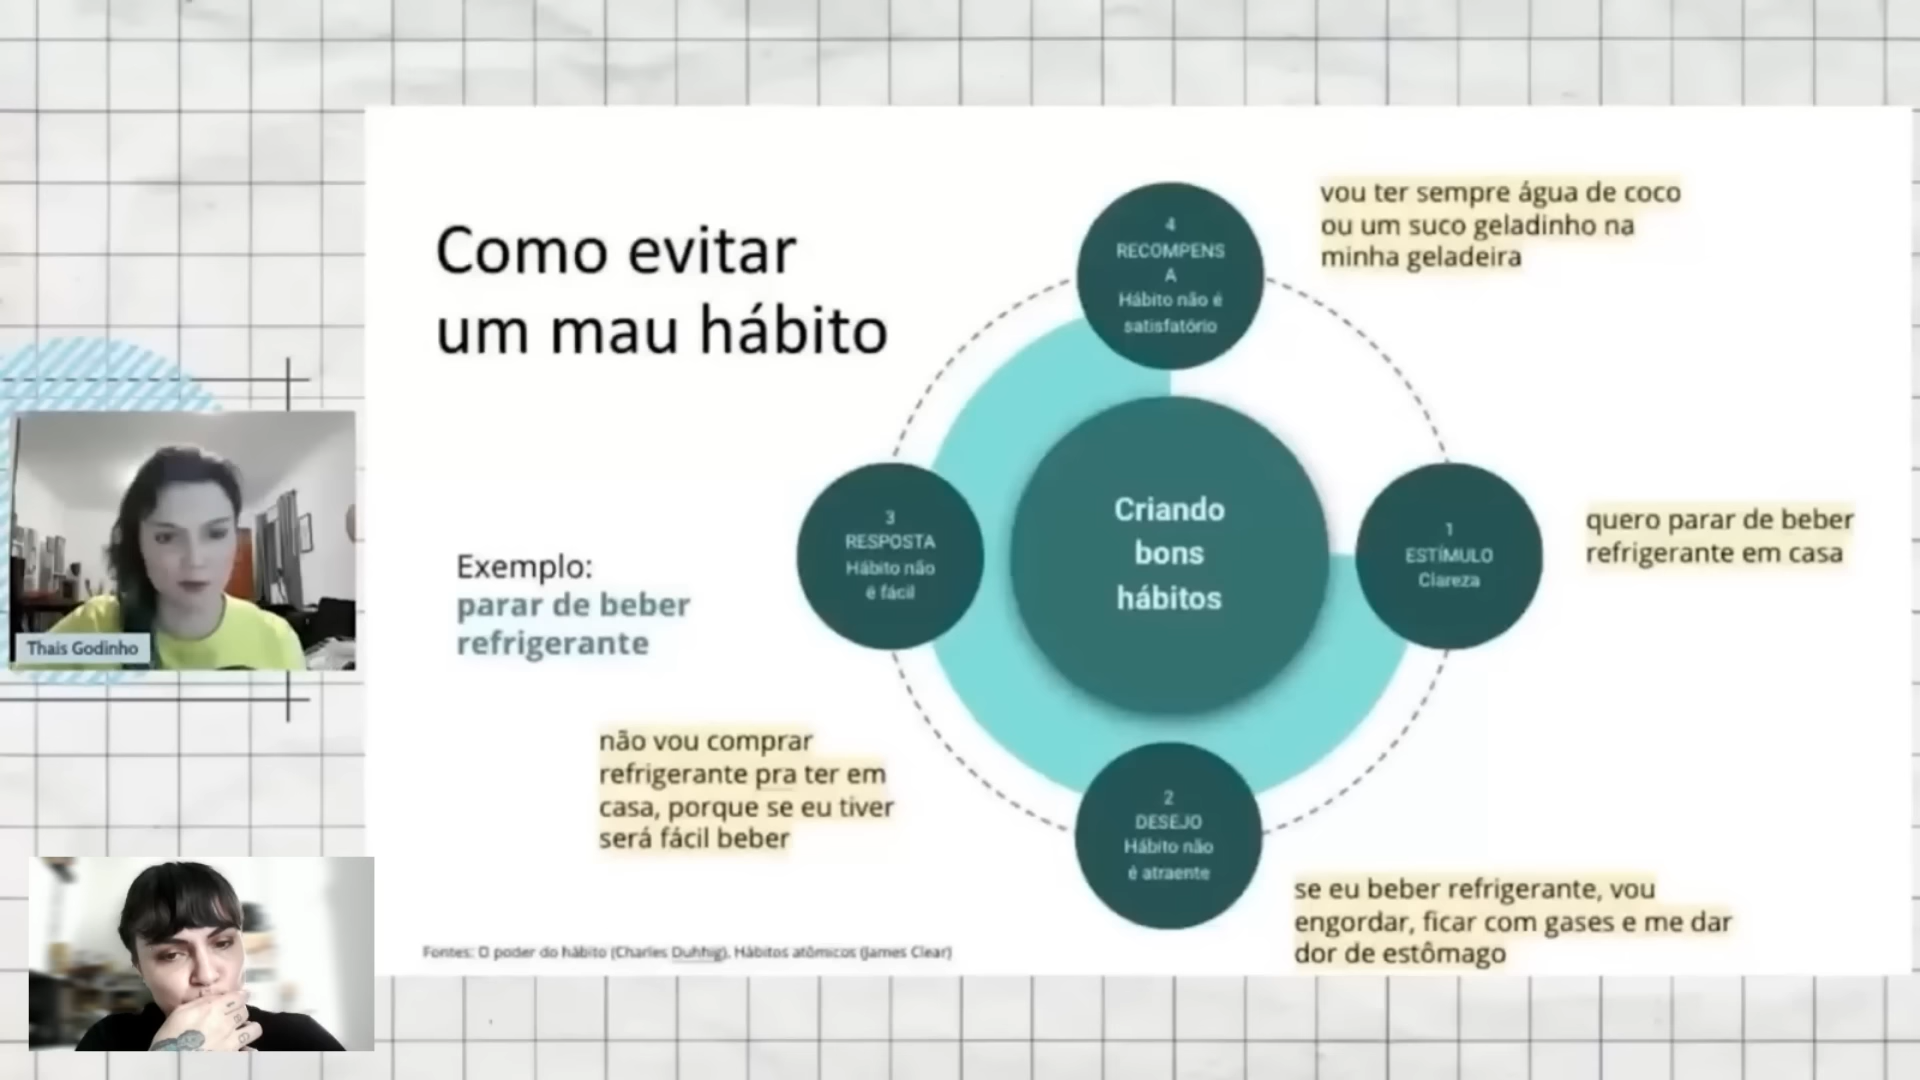 Como evitar
um mau hábito
Exemplo:
parar de beber
refrigerante
4
RECOMPENS
A
Hábito não é
satisfatório
vou ter sempre água de coco
ou um suco geladinho na
minha geladeira
Criando
bons
hábitos
1
ESTÍMULO
Clareza
quero parar de beber
refrigerante em casa
2
DESEJO
Hábito não
é atraente
se eu beber refrigerante, vou
engordar, ficar com gases e me dar
dor de estômago
3
RESPOSTA
Hábito não
é fácil
não vou comprar
refrigerante pra ter em
casa, porque se eu tiver
será fácil beber
Fontes: O poder do hábito (Charles Duhhig), Hábitos atômicos (James Clear)
Thais Godinho